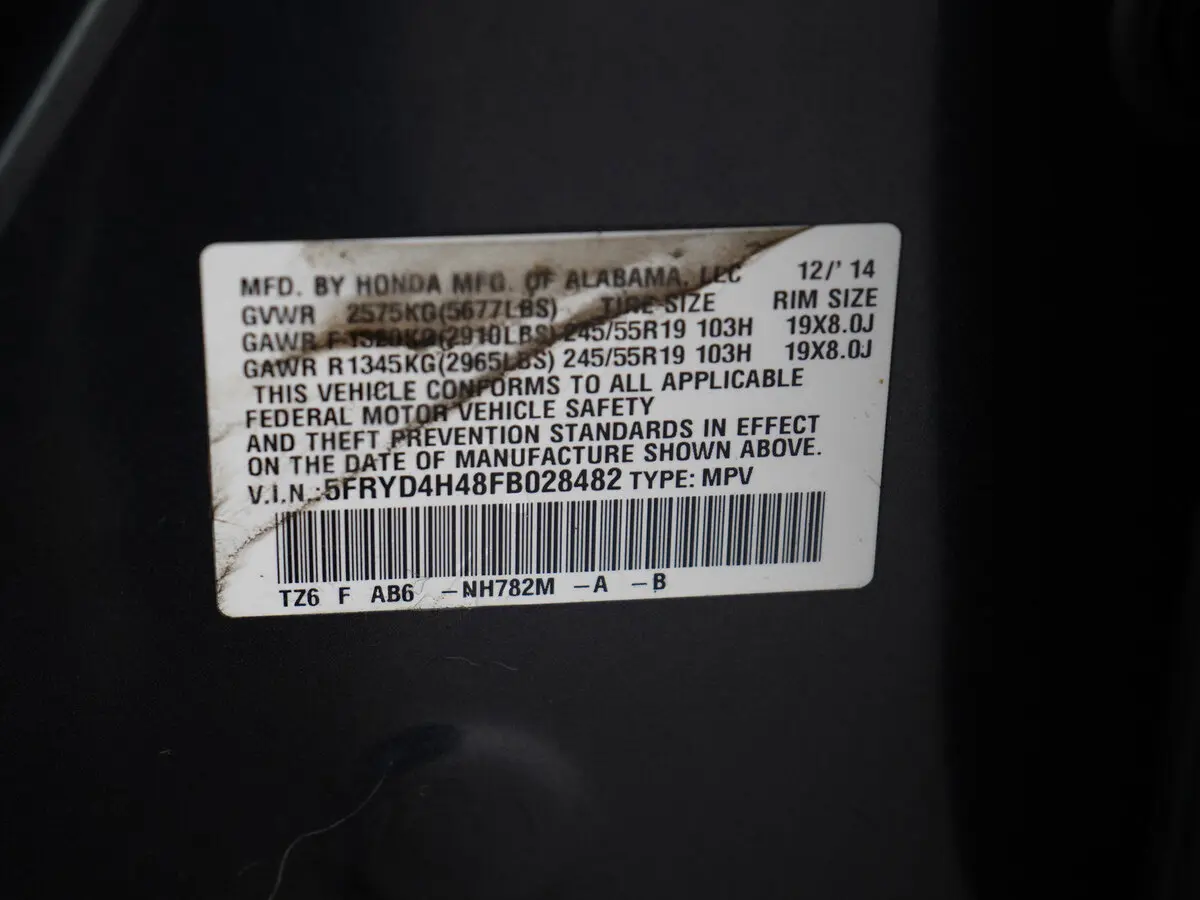 MFD. BY HONDA MFG. OF ALABAMA, LLC 12/' 14
GVWR 2575KG(5677LBS) TIRE-SIZE RIM SIZE
GAWR F 1320KG(2910LBS) 245/55R19 103H 19X8.0J
GAWR R1345KG(2965LBS) 245/55R19 103H 19X8.0J
THIS VEHICLE CONFORMS TO ALL APPLICABLE
FEDERAL MOTOR VEHICLE SAFETY
AND THEFT PREVENTION STANDARDS IN EFFECT
ON THE DATE OF MANUFACTURE SHOWN ABOVE.
V.I.N.:5FRYD4H48FB028482 TYPE: MPV
TZ6 F AB6 -NH782M -A -B